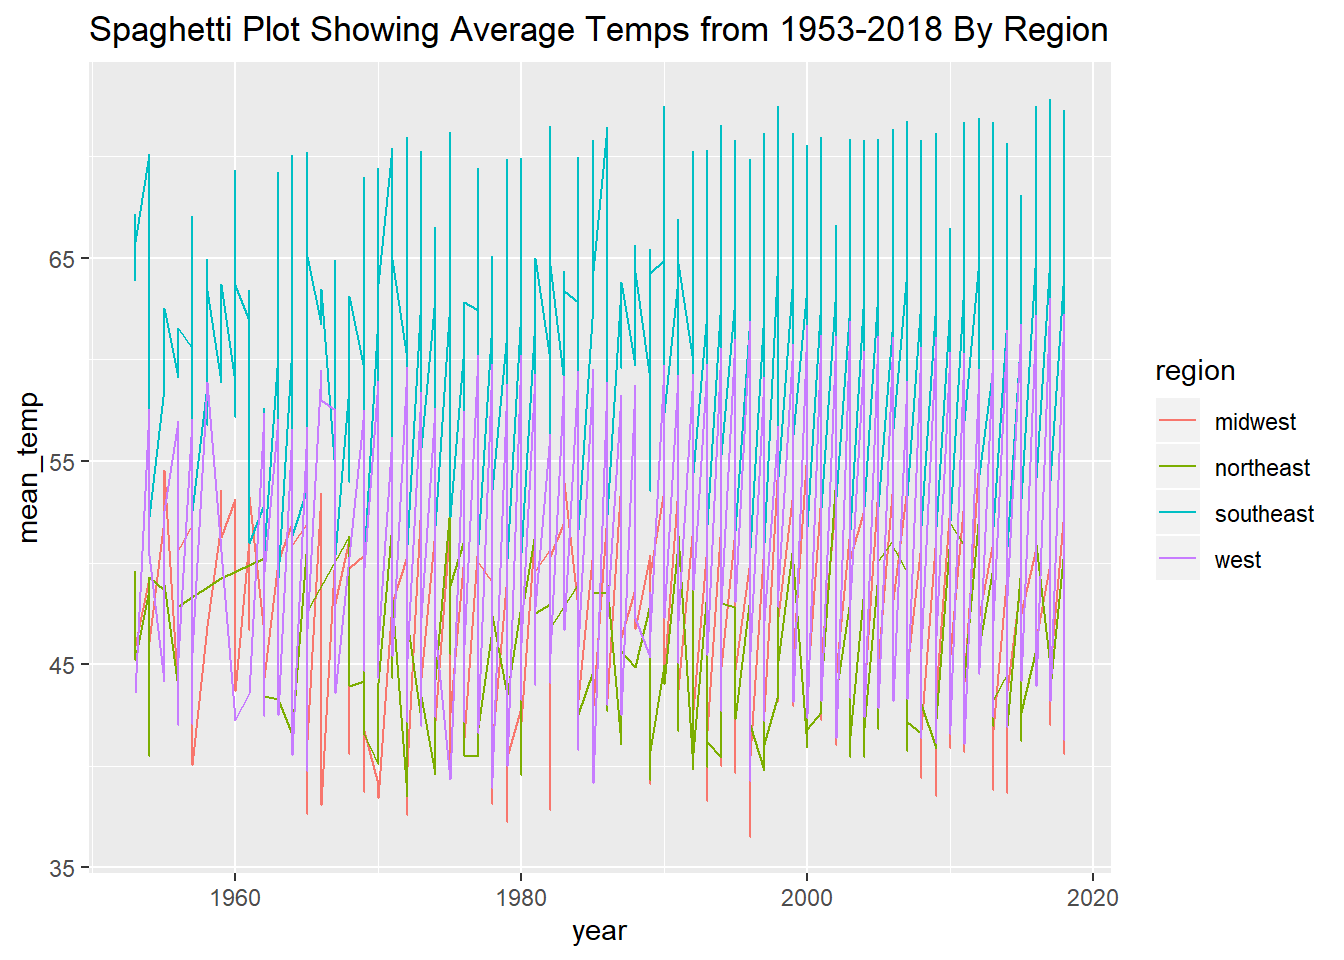 Spaghetti Plot Showing Average Temps from 1953-2018 By Region
mean_temp
65
55
45
35
1960
1980
2000
2020
year
region
midwest
northeast
southeast
west